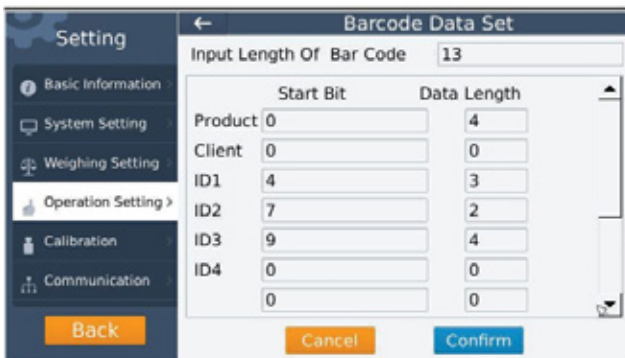 Setting
Basic Information >
System Setting >
Weighing Setting >
Operation Setting >
Calibration >
Communication >
Back
← Barcode Data Set
Input Length Of Bar Code 13
Start Bit Data Length
Product 0 4
Client 0 0
ID1 4 3
ID2 7 2
ID3 9 4
ID4 0 0
0 0
Cancel Confirm